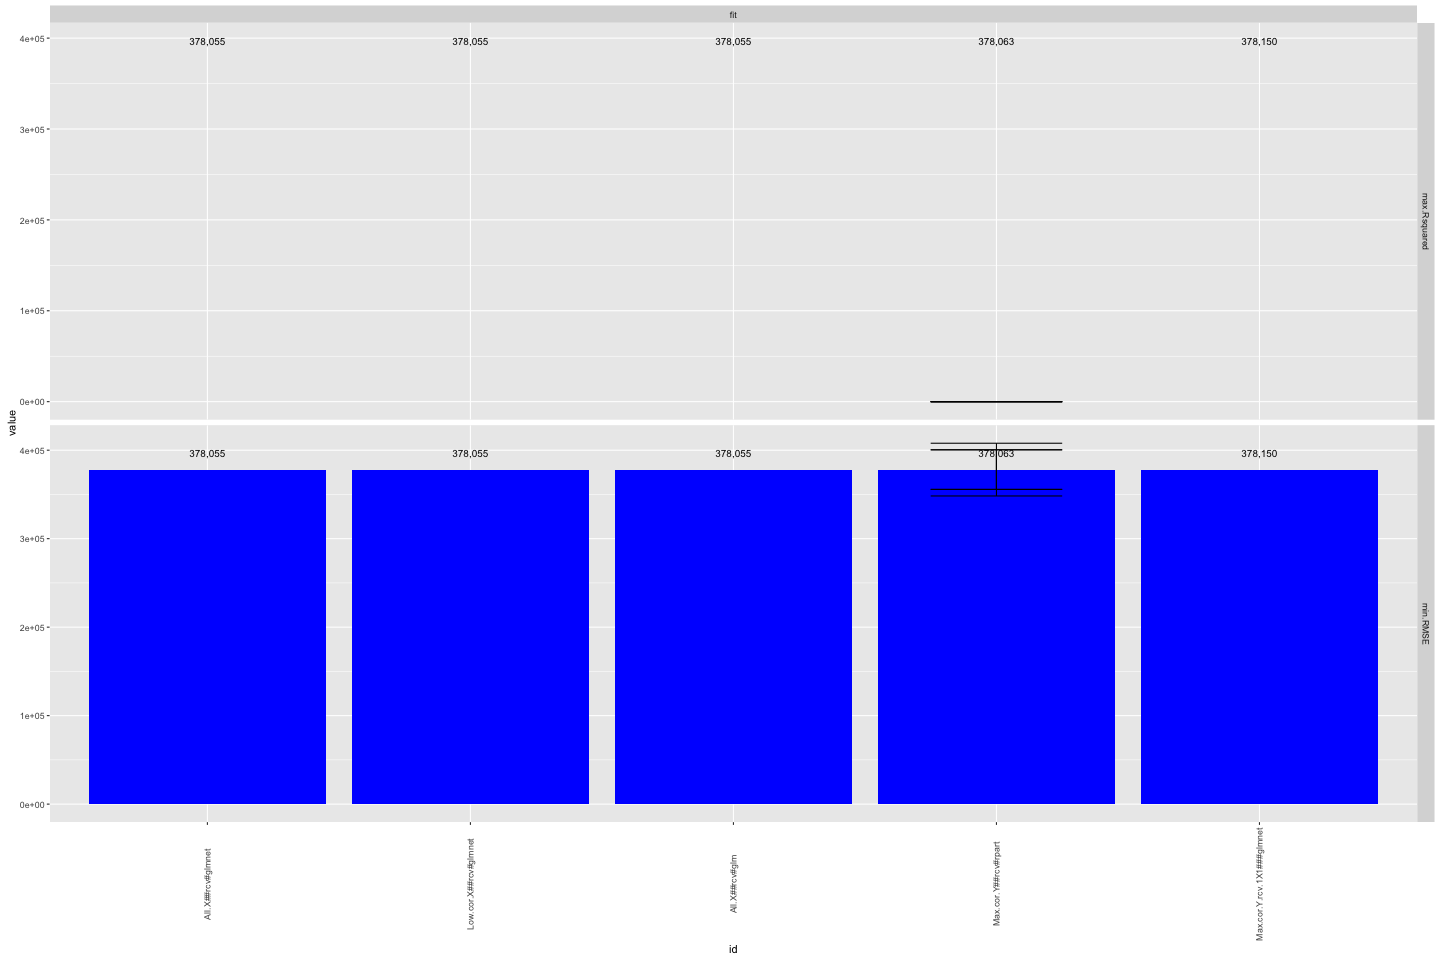 fit
4e+05
378,055
378,055
378,055
378,063
378,150
3e+05
2e+05
1e+05
0e+00
max.Rsquared
value
4e+05
378,055
378,055
378,055
378,063
378,150
3e+05
2e+05
1e+05
0e+00
min.RMSE
All.X##rcv#glmnet
Low.cor.X##rcv#glmnet
All.X##rcv#glm
Max.cor.Y##rcv#rpart
Max.cor.Y.rcv.1X1###glmnet
id